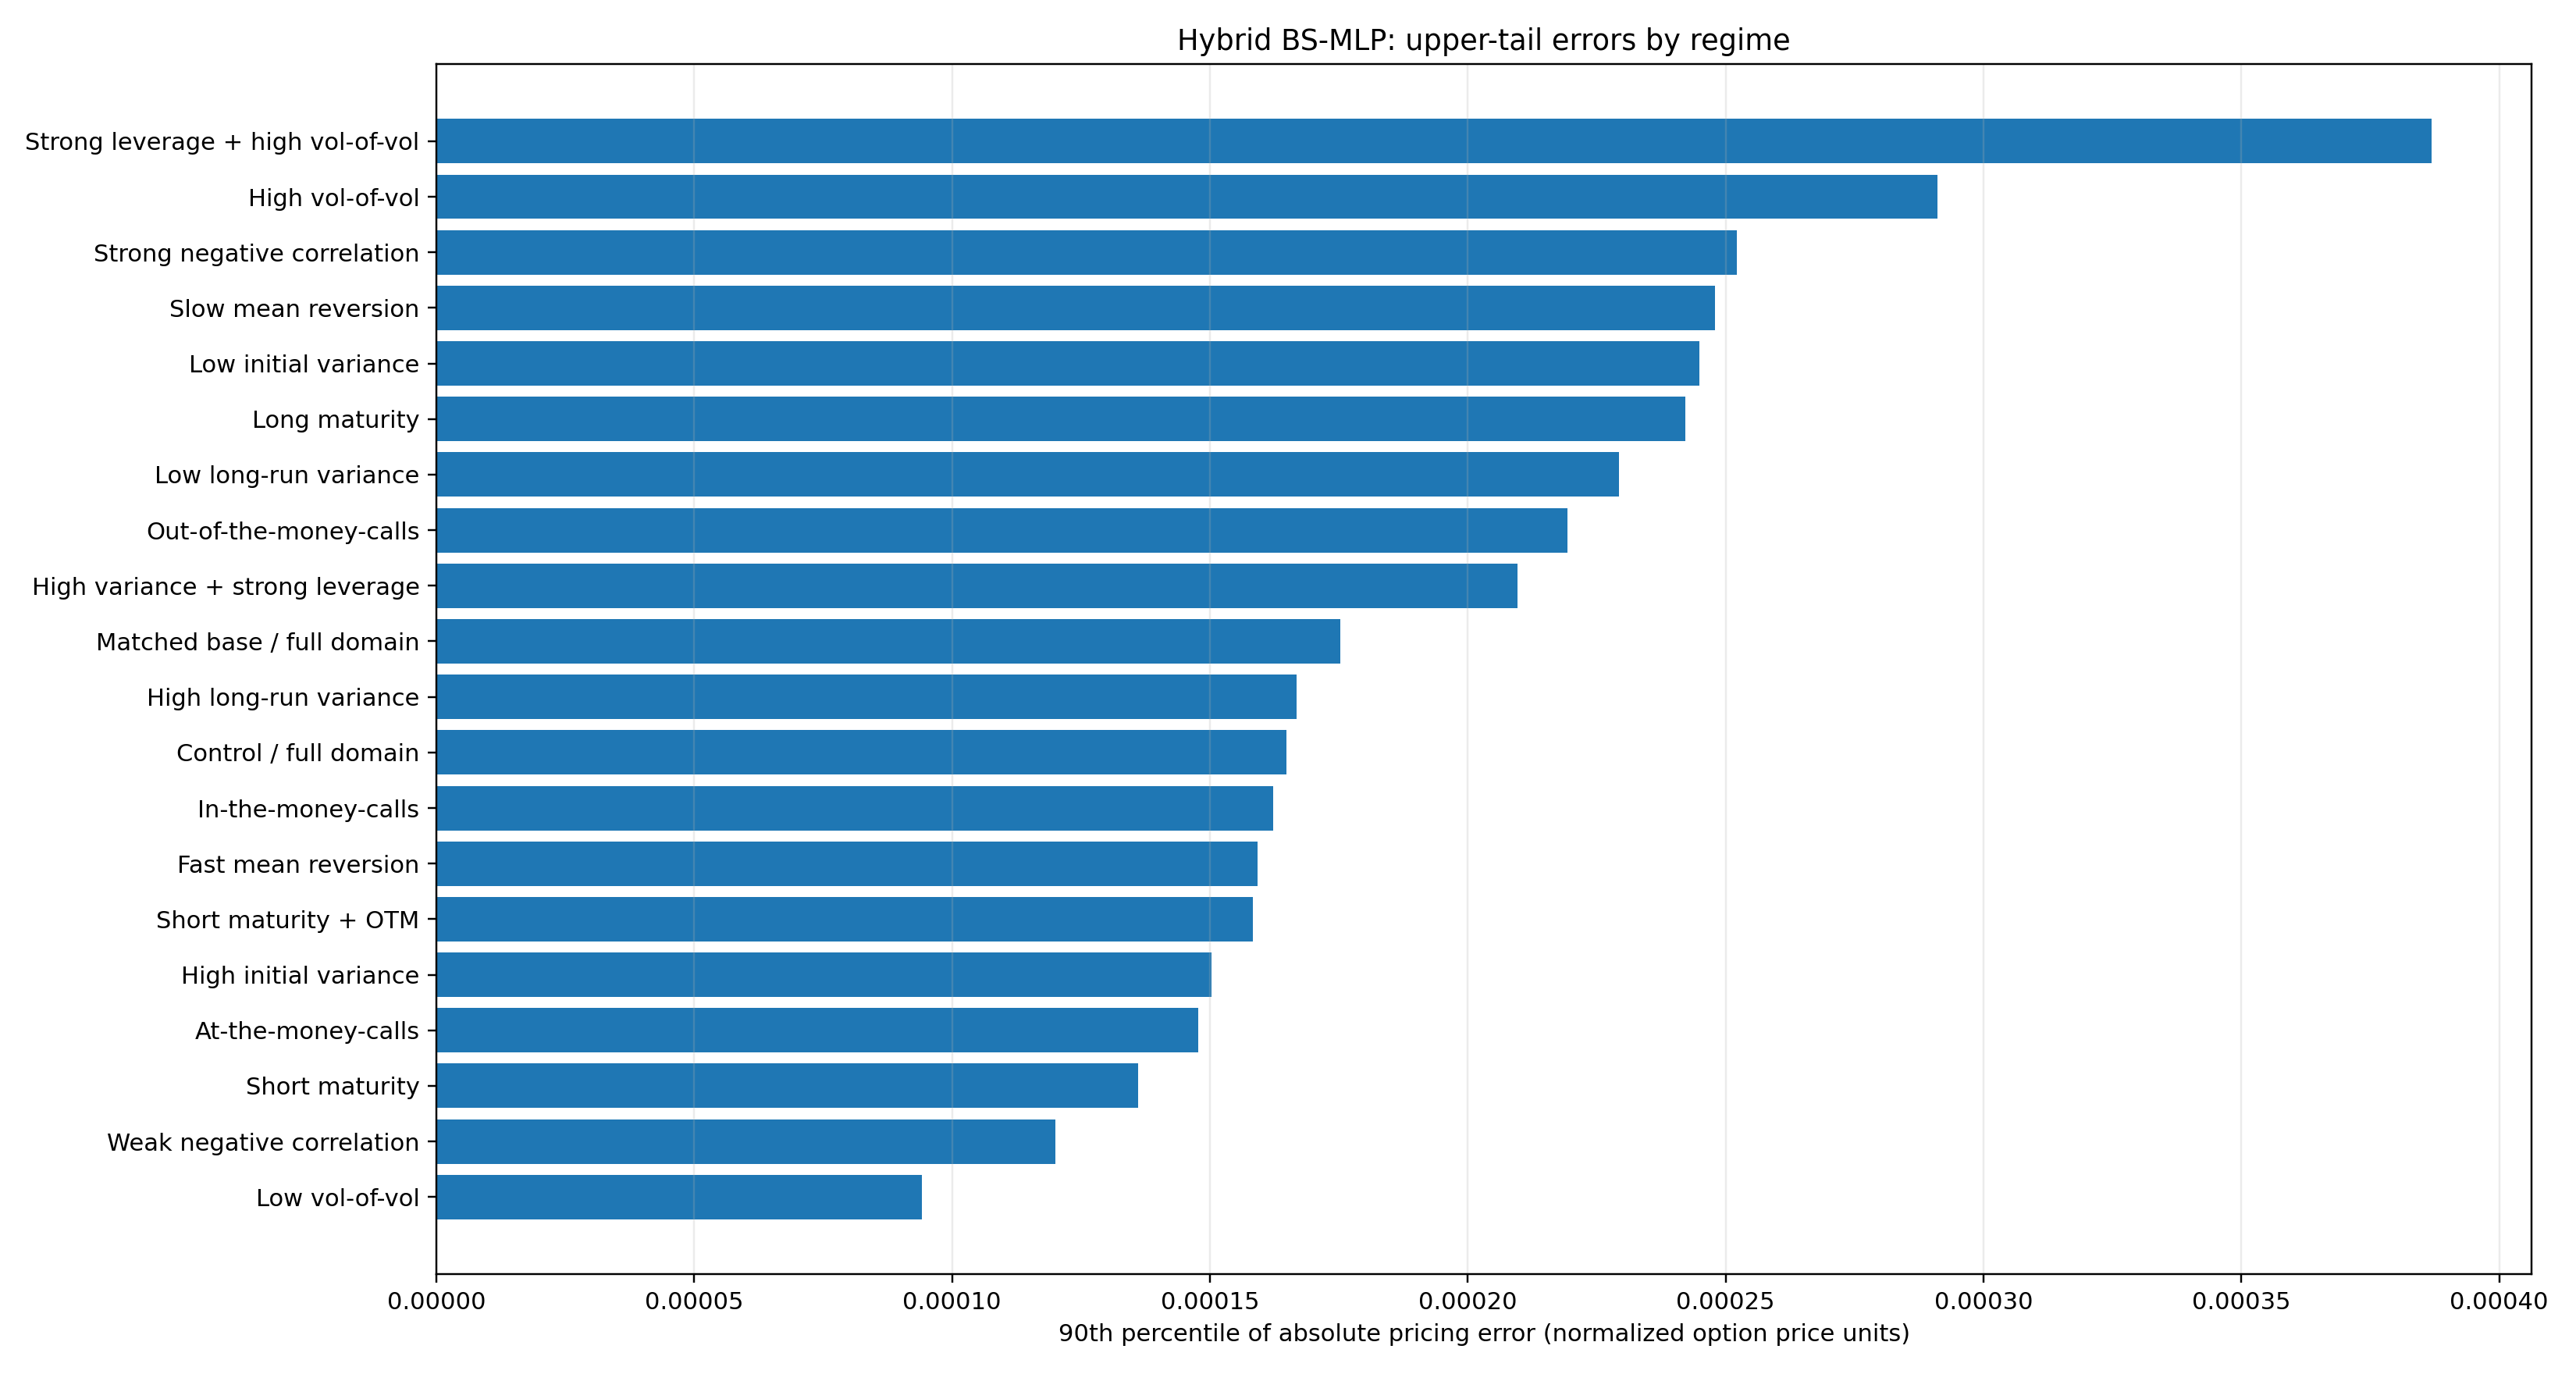 Hybrid BS-MLP: upper-tail errors by regime
Strong leverage + high vol-of-vol
High vol-of-vol
Strong negative correlation
Slow mean reversion
Low initial variance
Long maturity
Low long-run variance
Out-of-the-money-calls
High variance + strong leverage
Matched base / full domain
High long-run variance
Control / full domain
In-the-money-calls
Fast mean reversion
Short maturity + OTM
High initial variance
At-the-money-calls
Short maturity
Weak negative correlation
Low vol-of-vol
0.00000 0.00005 0.00010 0.00015 0.00020 0.00025 0.00030 0.00035 0.00040
90th percentile of absolute pricing error (normalized option price units)